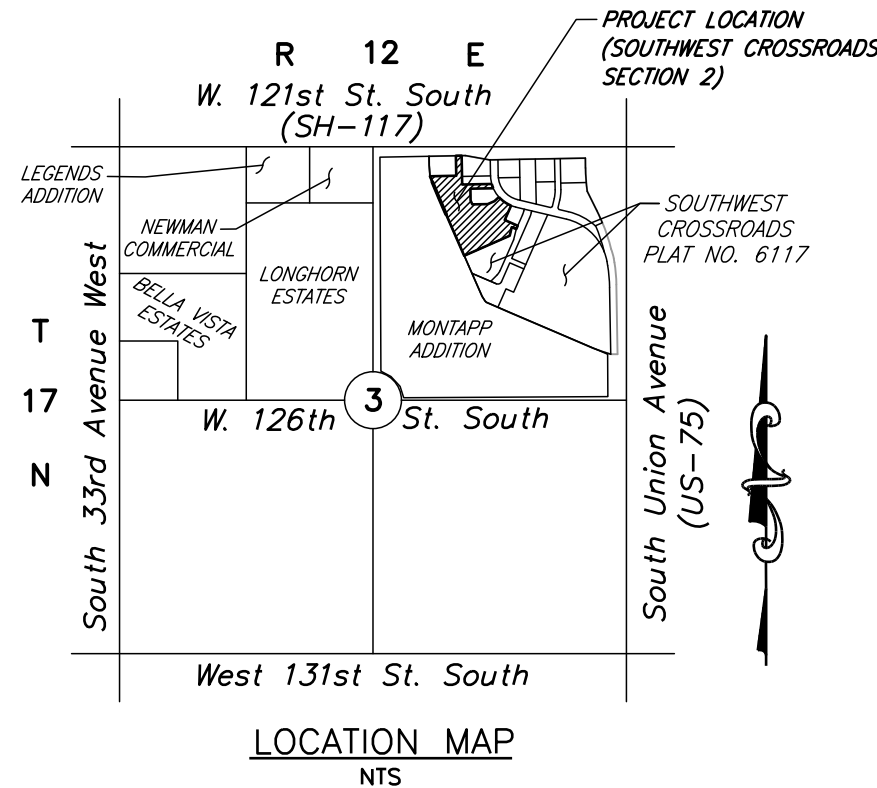 PROJECT LOCATION
(SOUTHWEST CROSSROADS
SECTION 2)
R 12 E
W. 121st St. South
(SH-117)
LEGENDS
ADDITION
NEWMAN
COMMERCIAL
SOUTHWEST
CROSSROADS
PLAT NO. 6117
LONGHORN
ESTATES
BELLA VISTA
ESTATES
MONTAPP
ADDITION
T
17
N
South 33rd Avenue West
3
W. 126th St. South
South Union Avenue
(US-75)
West 131st St. South
LOCATION MAP
NTS